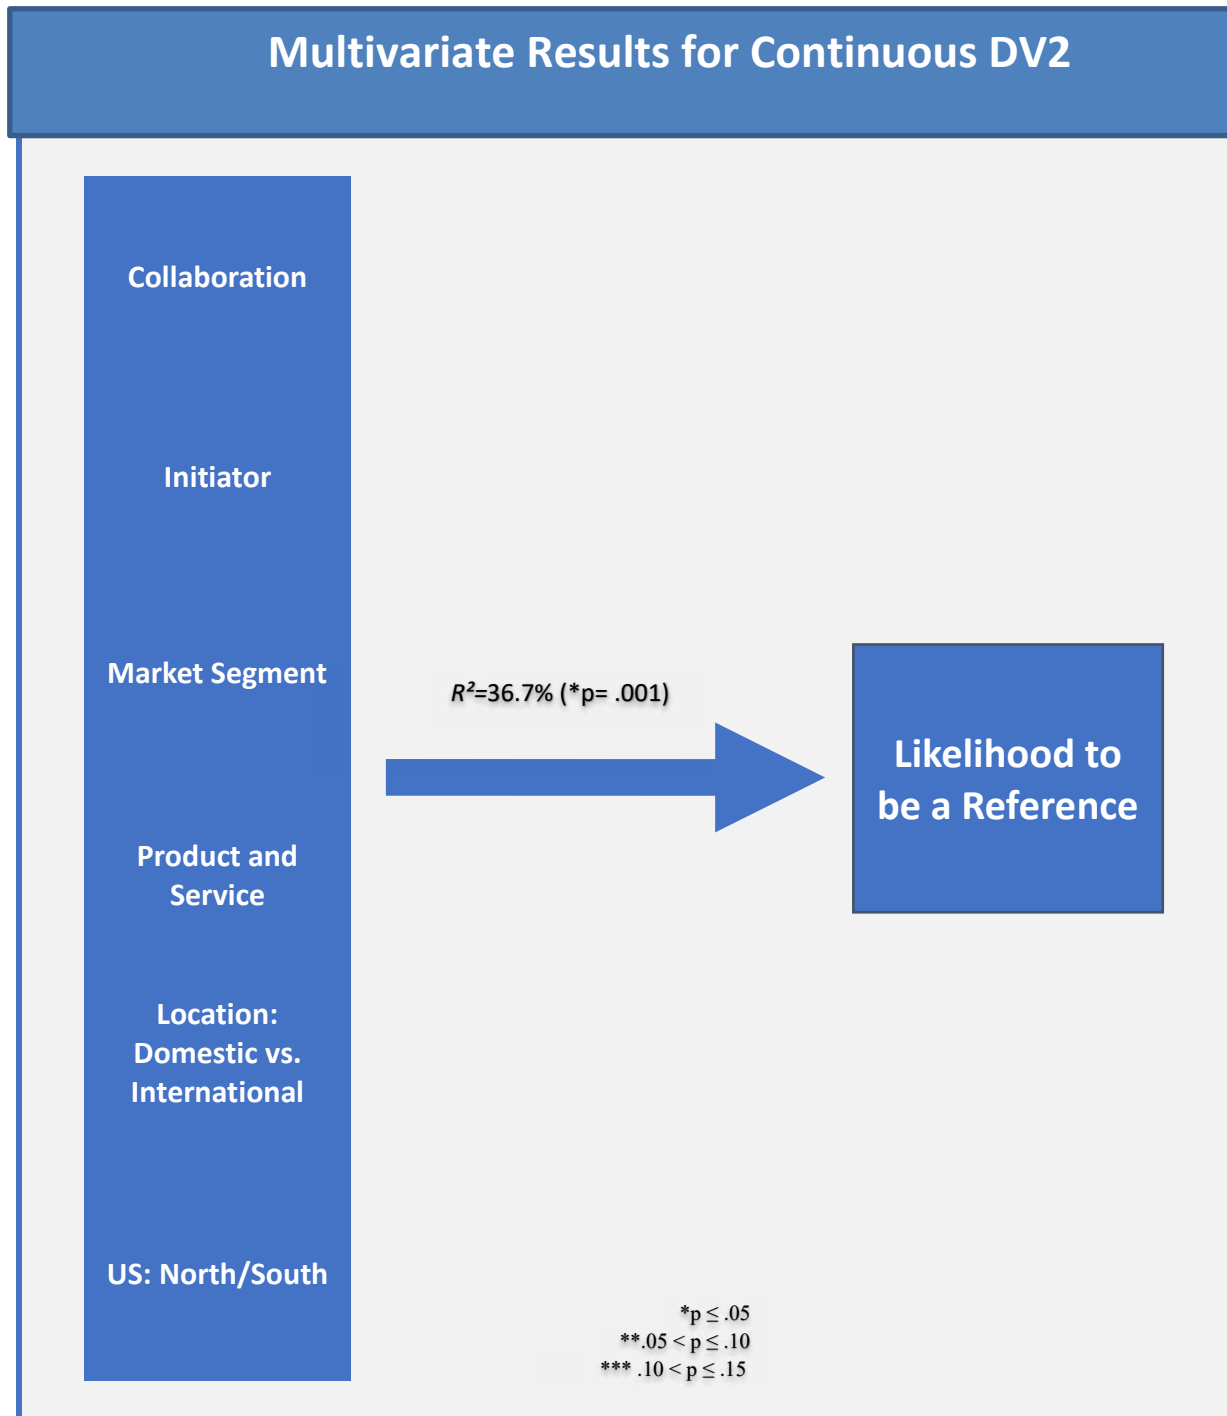 Multivariate Results for Continuous DV2
Collaboration
Initiator
Market Segment
Product and
Service
Location:
Domestic vs.
International
US: North/South
R²=36.7% (*p= .001)
Likelihood to
be a Reference
*p ≤ .05
**.05 < p ≤ .10
*** .10 < p ≤ .15